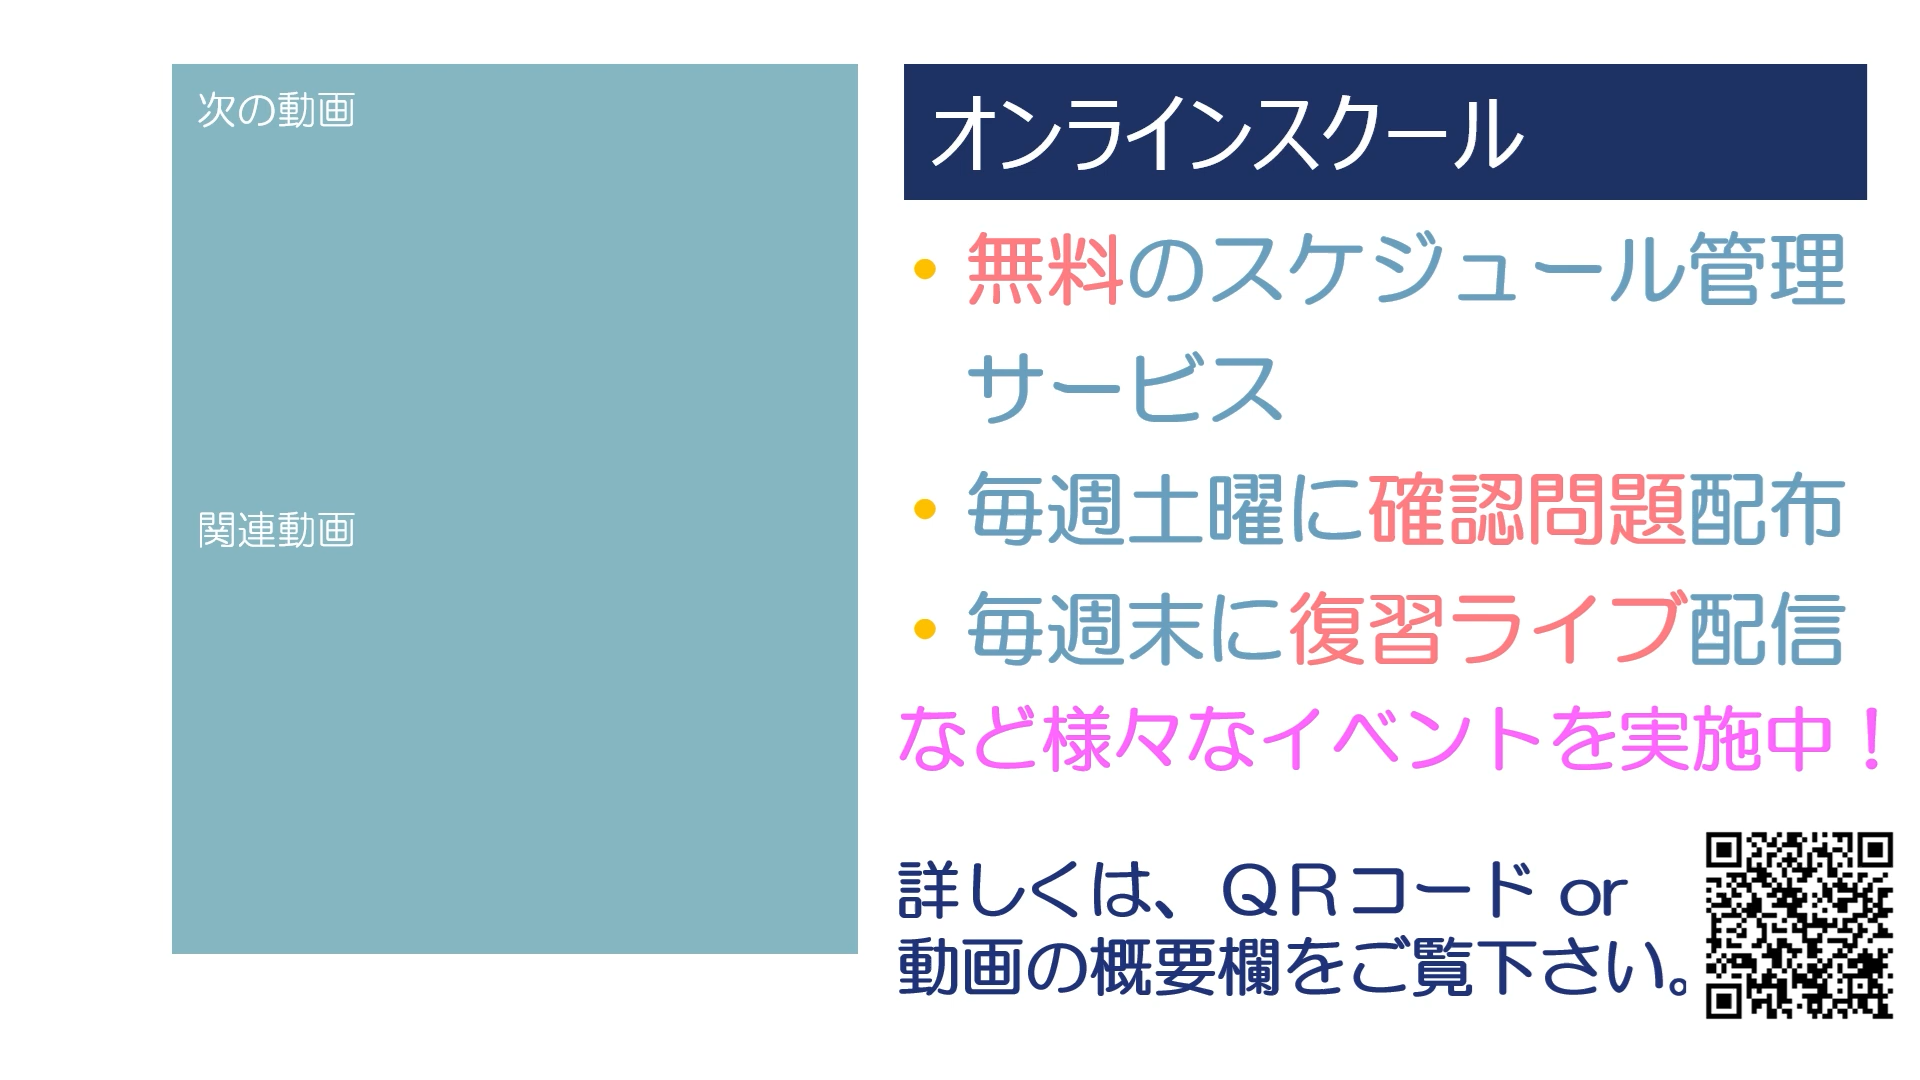 次の動画
関連動画
オンラインスクール
• 無料のスケジュール管理
サービス
• 毎週土曜に確認問題配布
• 毎週末に復習ライブ配信
など様々なイベントを実施中！
詳しくは、ＱＲコード or
動画の概要欄をご覧下さい。